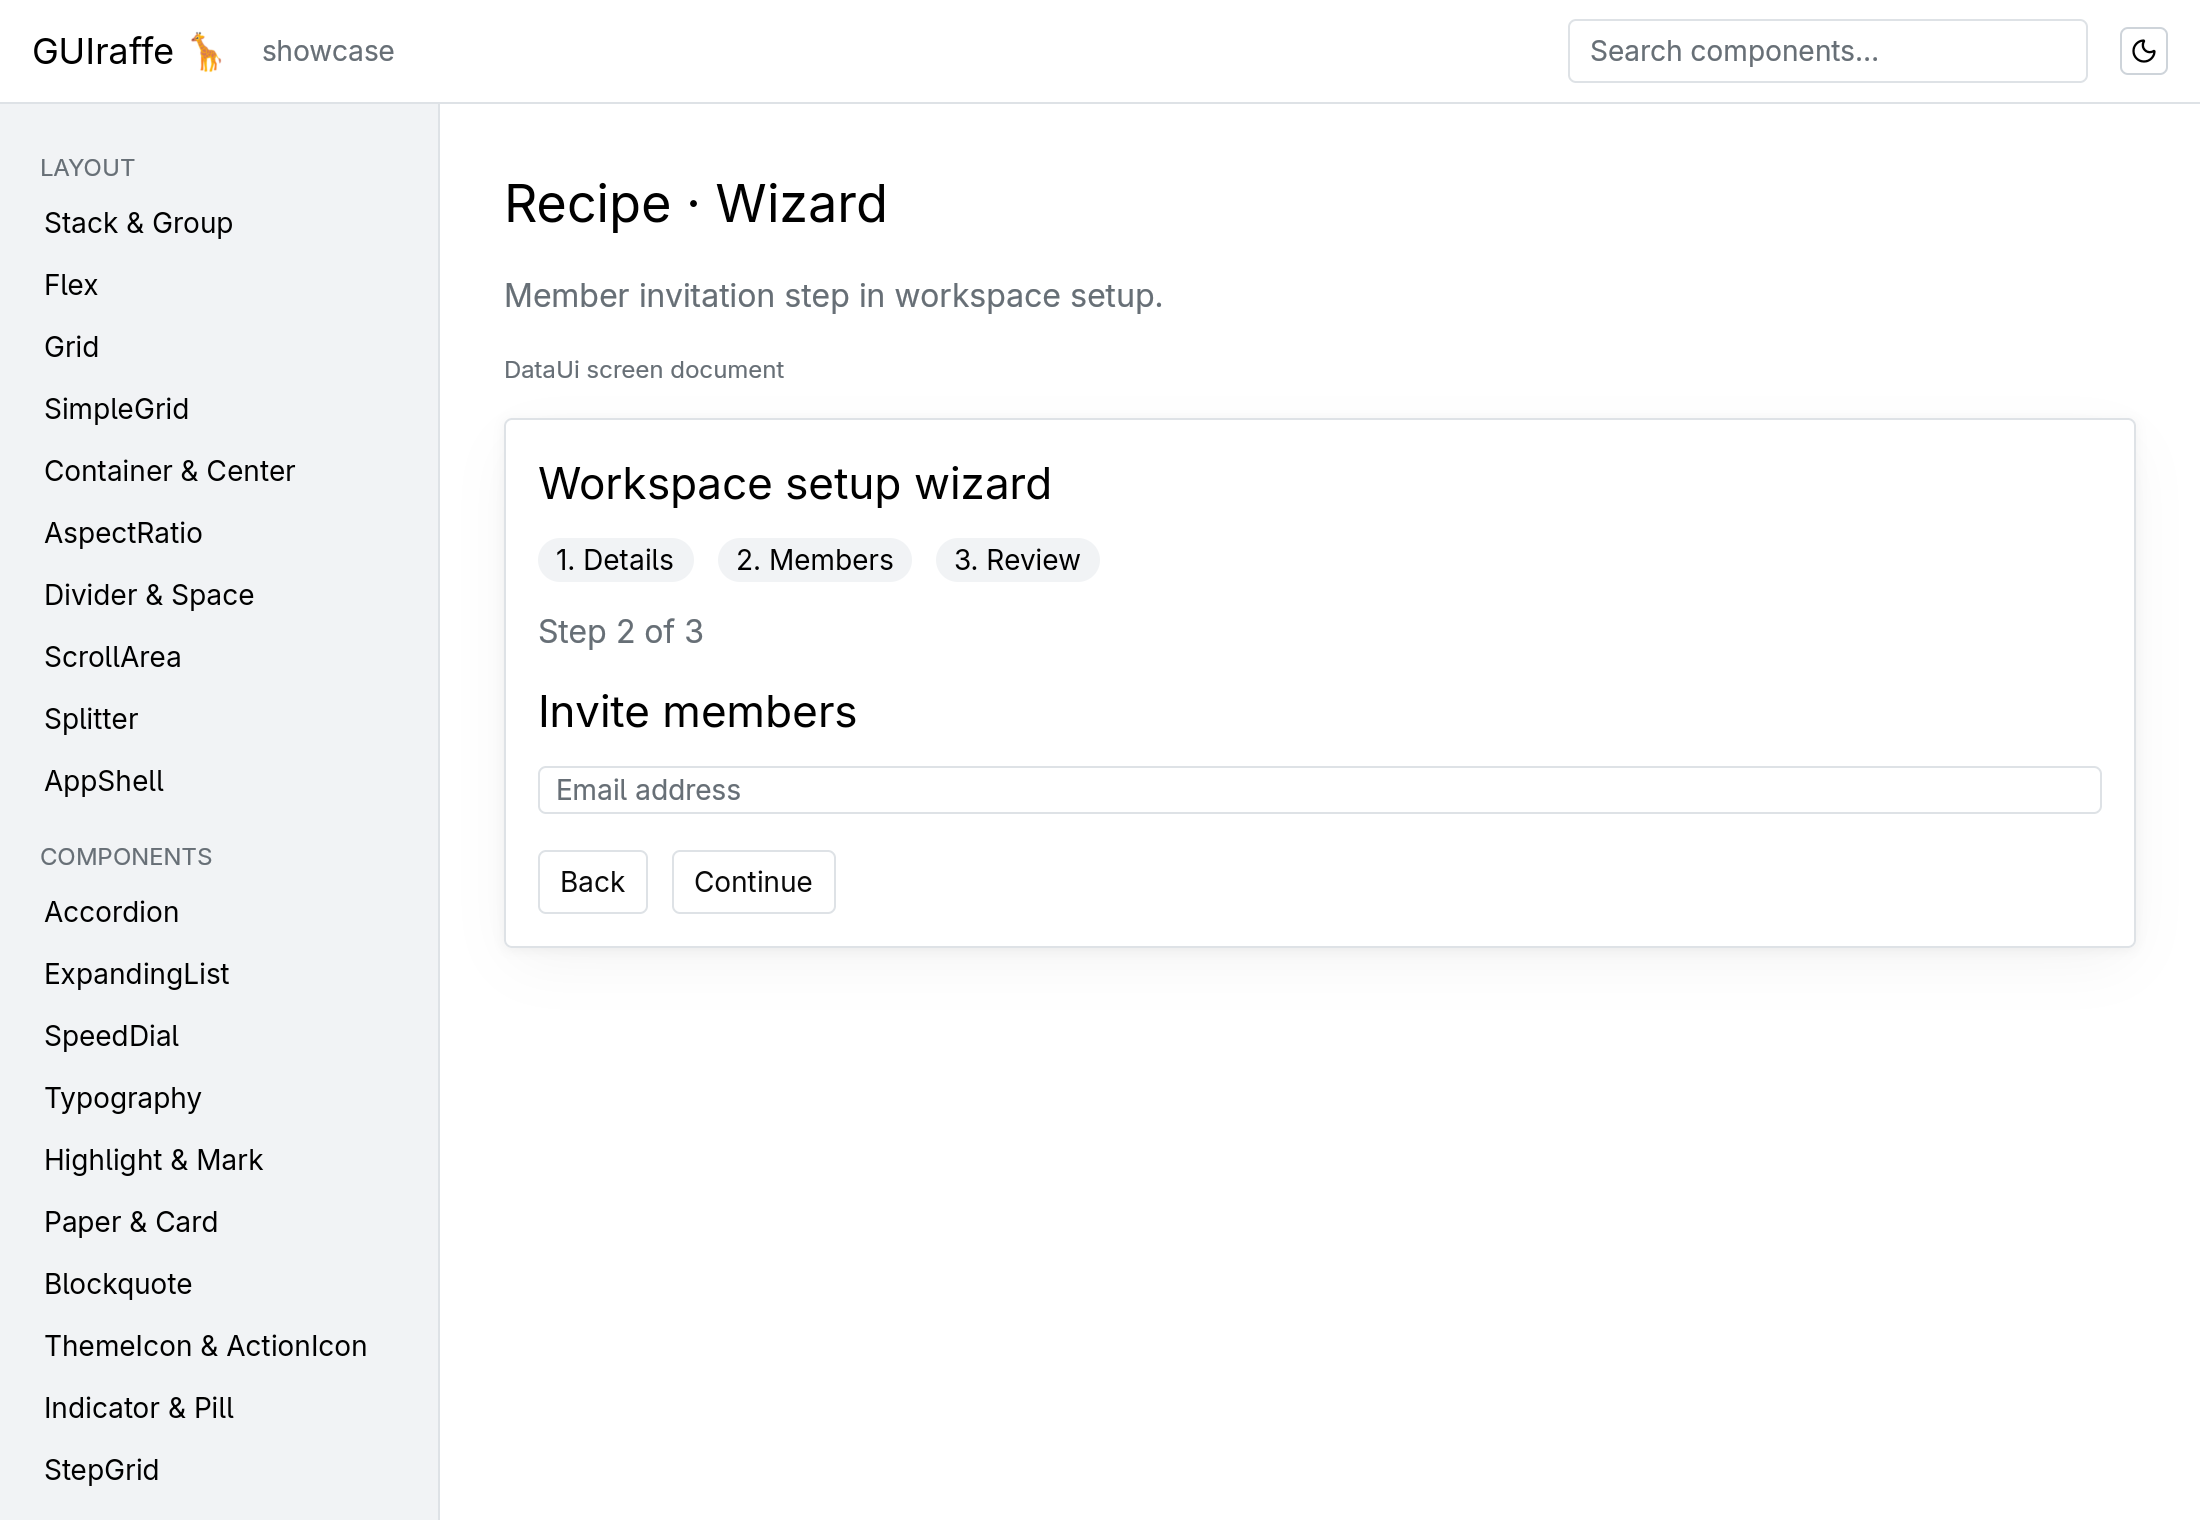 GUIraffe 🦒 showcase Search components...
LAYOUT
Stack & Group
Flex
Grid
SimpleGrid
Container & Center
AspectRatio
Divider & Space
ScrollArea
Splitter
AppShell
COMPONENTS
Accordion
ExpandingList
SpeedDial
Typography
Highlight & Mark
Paper & Card
Blockquote
ThemeIcon & ActionIcon
Indicator & Pill
StepGrid
Recipe · Wizard
Member invitation step in workspace setup.
DataUi screen document
Workspace setup wizard
1. Details 2. Members 3. Review
Step 2 of 3
Invite members
Email address
Back Continue